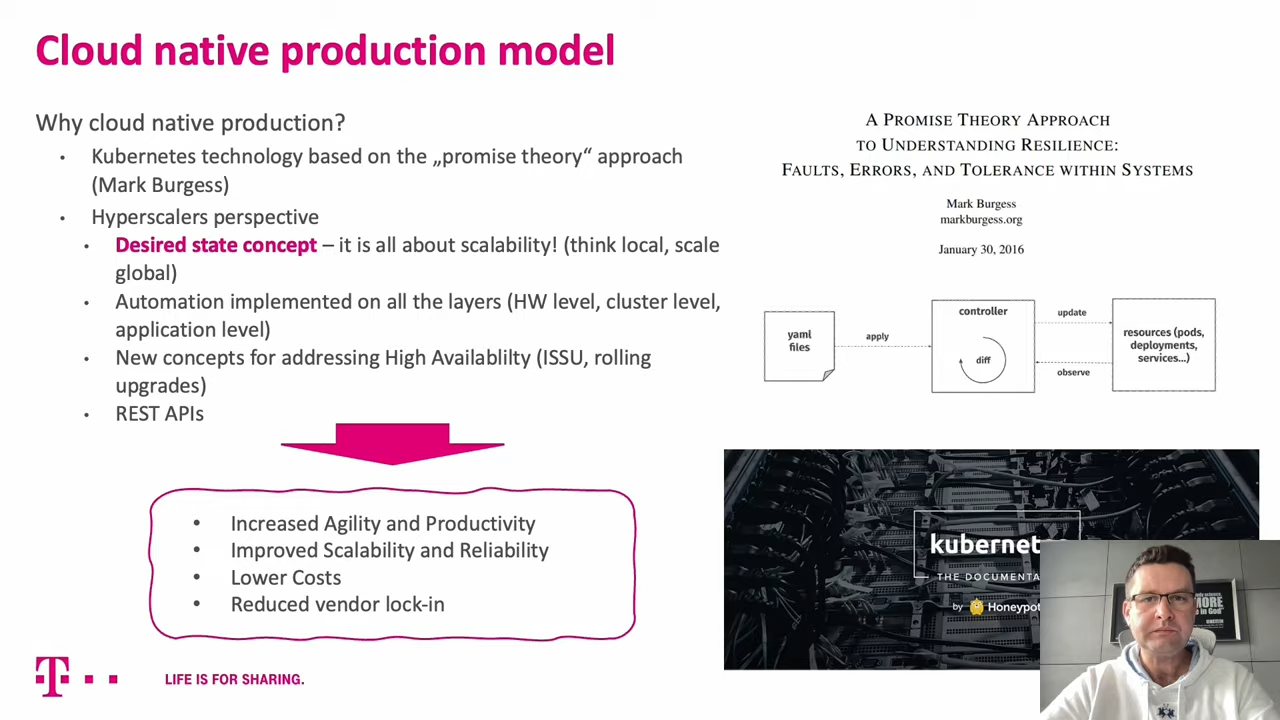 Cloud native production model
Why cloud native production?
• Kubernetes technology based on the „promise theory“ approach
(Mark Burgess)
• Hyperscalers perspective
• Desired state concept – it is all about scalability! (think local, scale
global)
• Automation implemented on all the layers (HW level, cluster level,
application level)
• New concepts for addressing High Availablilty (ISSU, rolling
upgrades)
• REST APIs
• Increased Agility and Productivity
• Improved Scalability and Reliability
• Lower Costs
• Reduced vendor lock-in
T
LIFE IS FOR SHARING.
A PROMISE THEORY APPROACH
TO UNDERSTANDING RESILIENCE:
FAULTS, ERRORS, AND TOLERANCE WITHIN SYSTEMS
Mark Burgess
markburgess.org
January 30, 2016
yaml
files
apply
controller
diff
update
observe
resources (pods,
deployments,
services...)
kubernet
THE DOCUMENTA
by Honeypot
MORE
in God